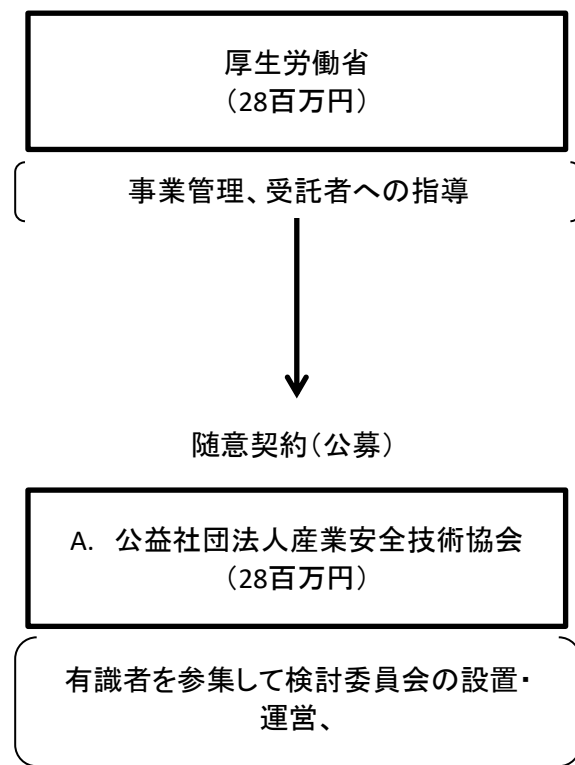 厚生労働省
（28百万円）
事業管理、受託者への指導
随意契約（公募）
A. 公益社団法人産業安全技術協会
（28百万円）
有識者を参集して検討委員会の設置・
運営、